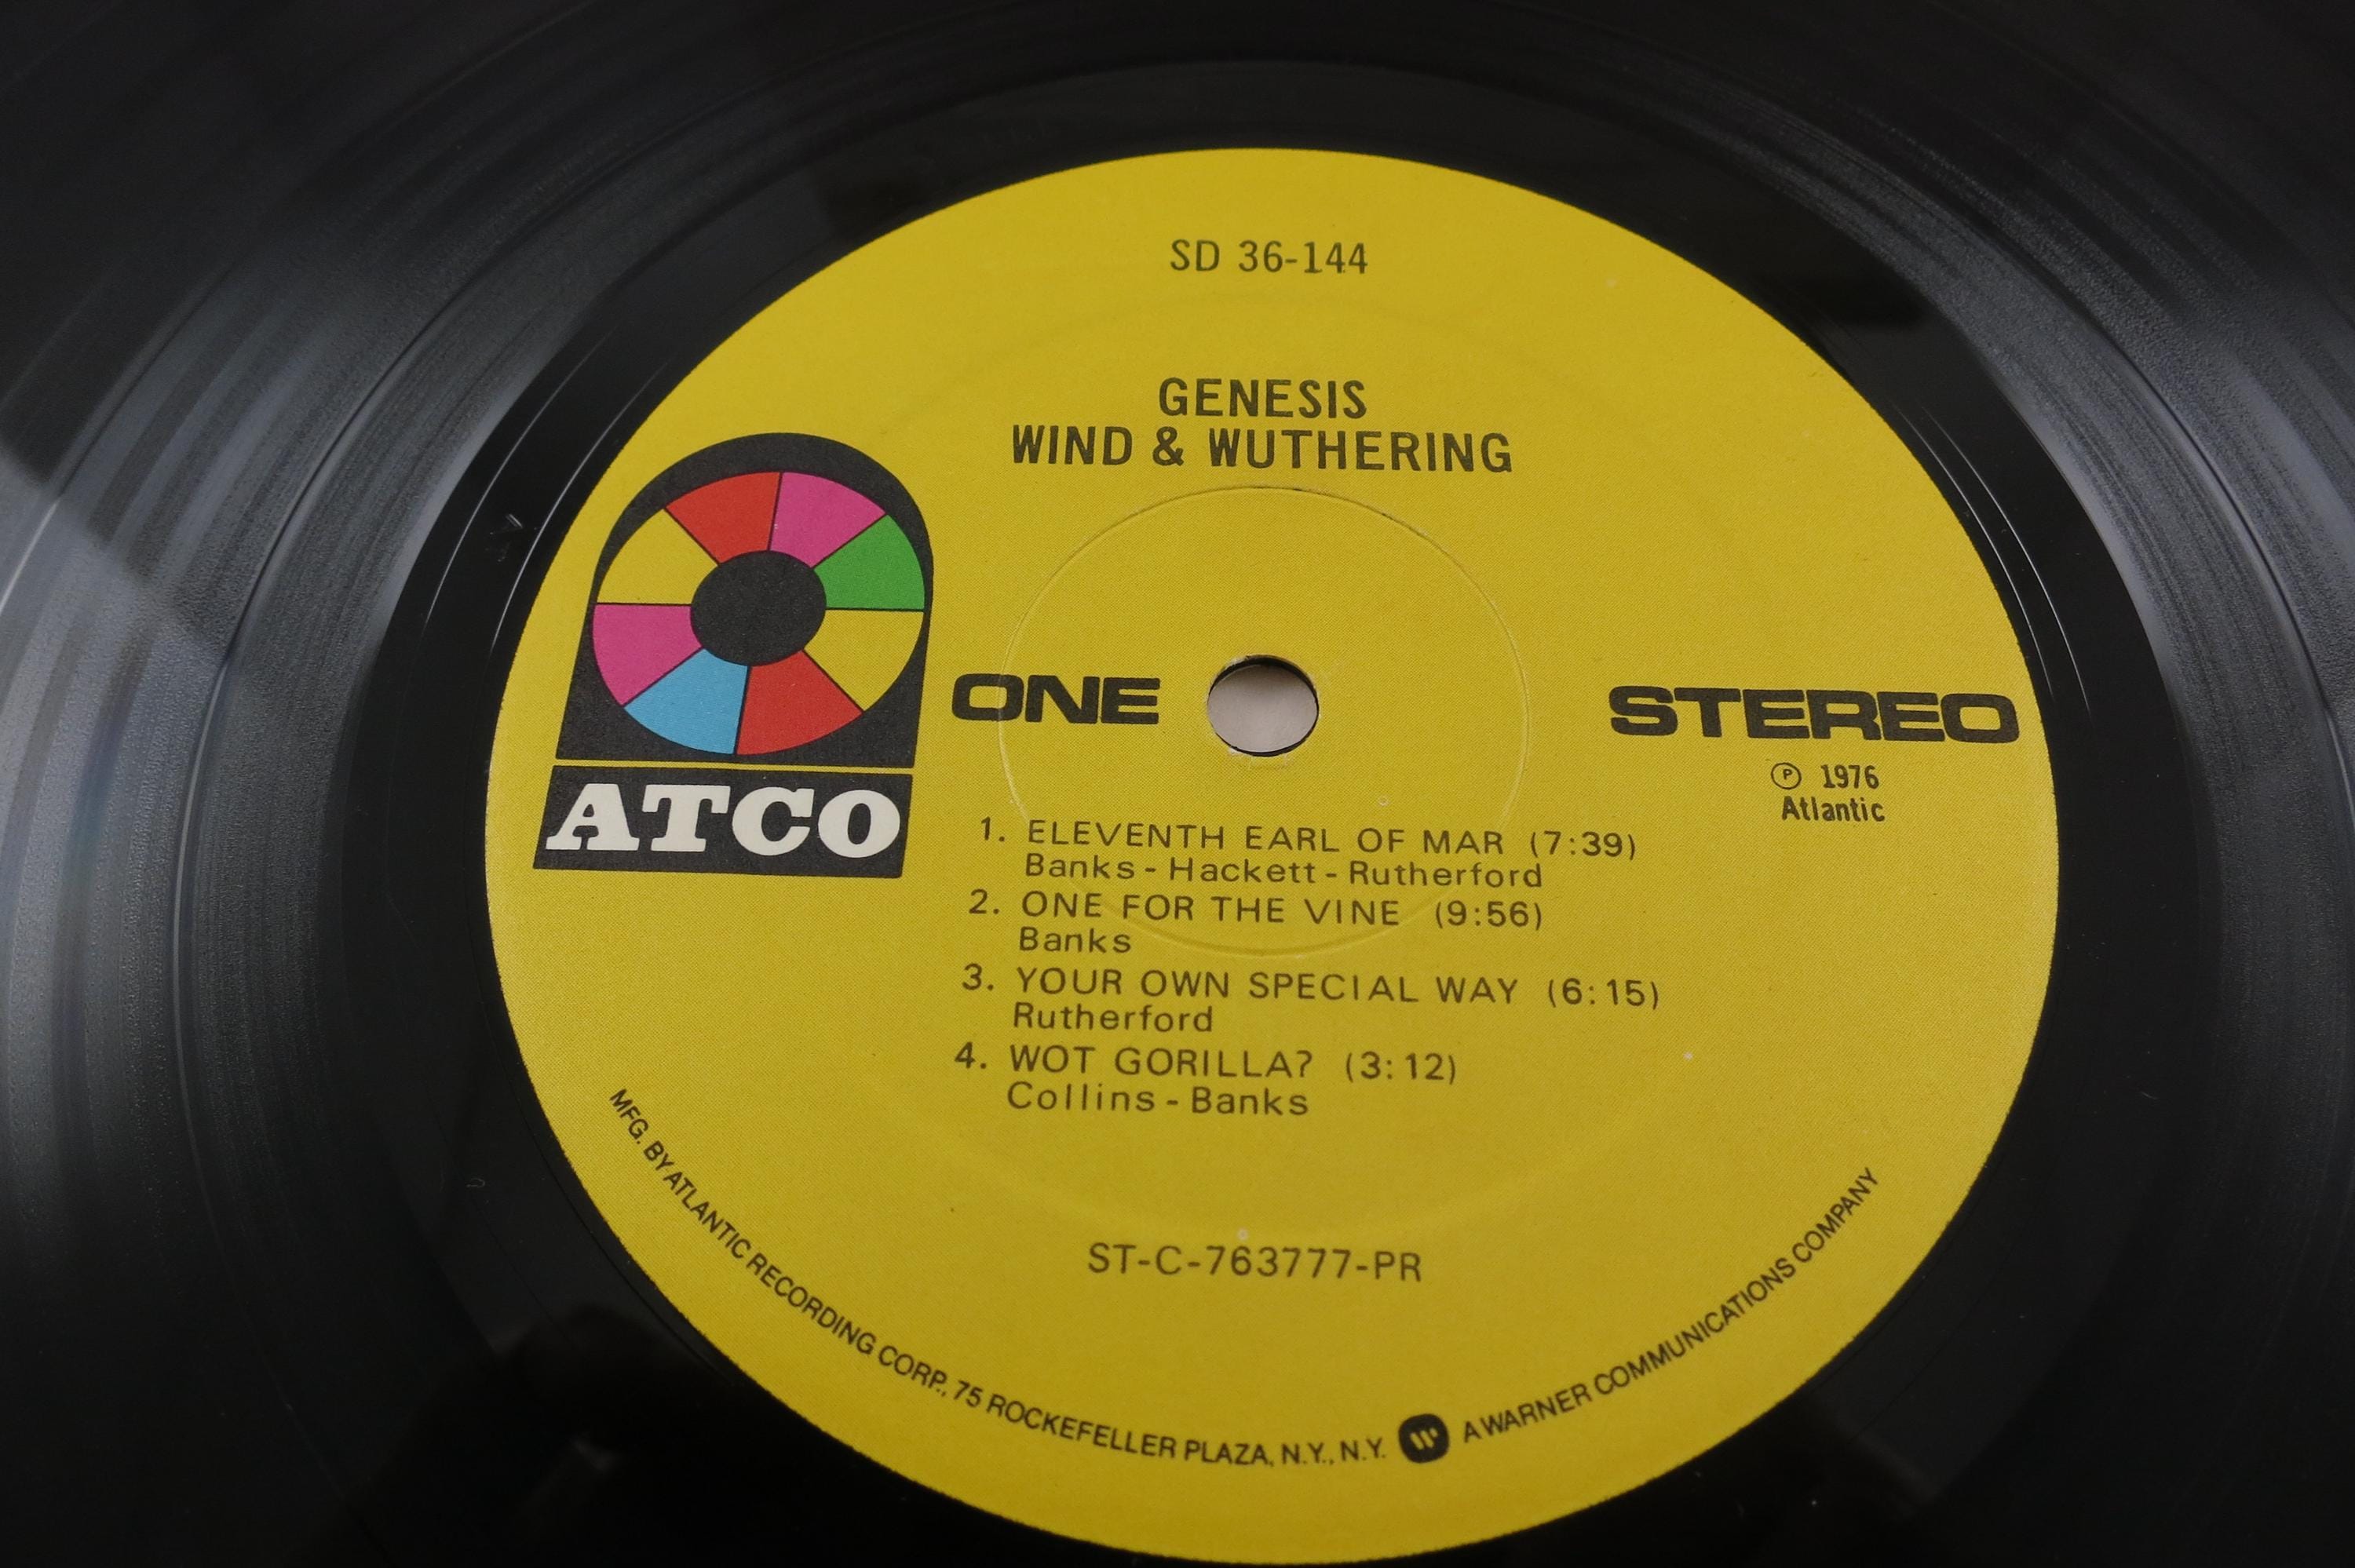 SD 36-144
GENESIS
WIND & WUTHERING
ATCO
ONE
STEREO
Ⓟ 1976
Atlantic
1. ELEVENTH EARL OF MAR (7:39)
Banks - Hackett - Rutherford
2. ONE FOR THE VINE (9:56)
Banks
3. YOUR OWN SPECIAL WAY (6:15)
Rutherford
4. WOT GORILLA? (3:12)
Collins - Banks
ST-C-763777-PR
MFG. BY ATLANTIC RECORDING CORP., 75 ROCKEFELLER PLAZA, N.Y., N.Y. W A WARNER COMMUNICATIONS COMPANY